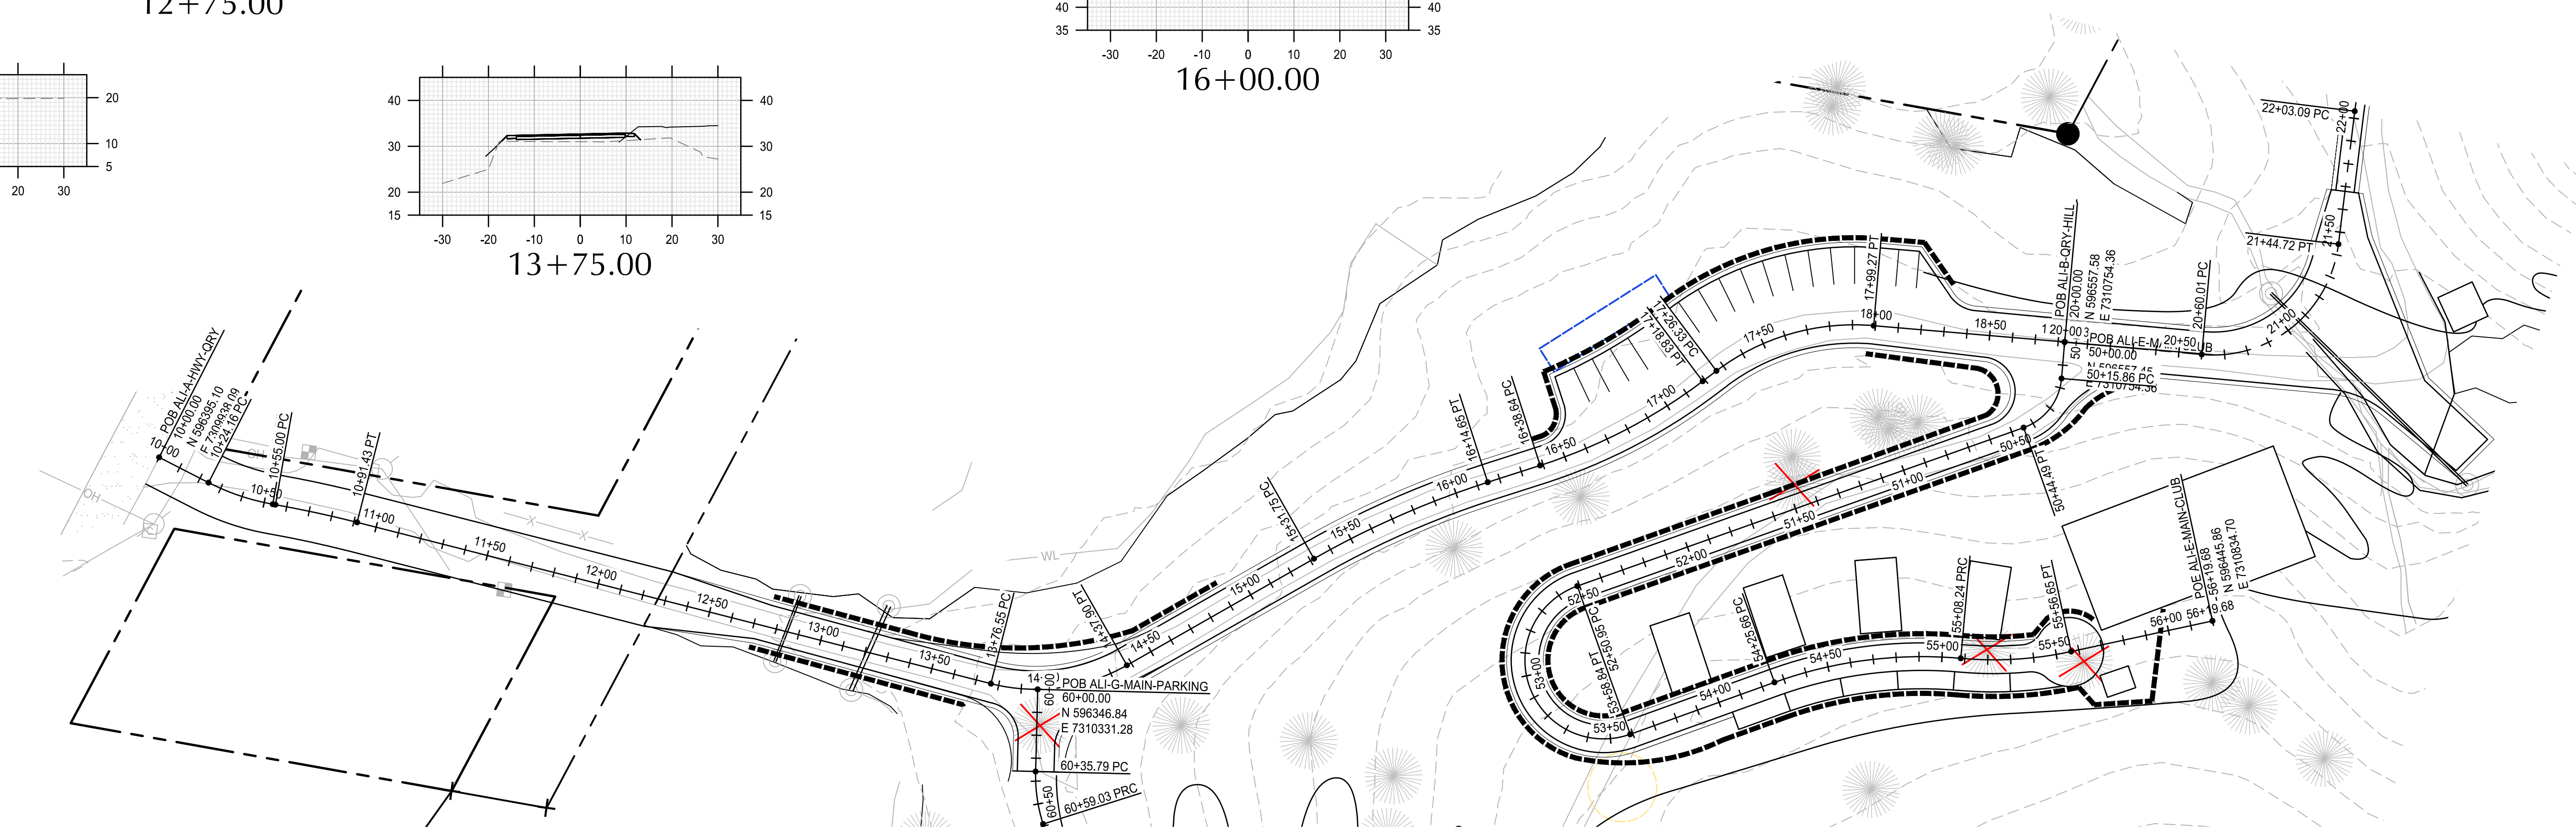 12+75.00
20
10
5
20
30
40
30
20
15
40
30
20
15
-30
-20
-10
0
10
20
30
13+75.00
40
35
40
35
-30
-20
-10
0
10
20
30
16+00.00
POB ALI-A-HWY-QRY
10+00.00
N 596395.10
10+24.16 PC
10+55.00 PC
10+91.43 PT
OH
OH
10+50
11+00
11+50
12+00
12+50
13+00
13+50
X
X
WL
13+76.55 PC
14+37.90 PT
14+50
15+00
15+31.75 PC
15+50
16+00
16+14.65 PT
16+38.64 PC
16+50
17+00
17+18.83 PT
17+26.33 PC
17+50
17+99.27 PT
18+00
18+50
POB ALI-B-QRY-HILL
20+00.00
N 596557.58
E 7310754.36
20+00
20+50
20+60.01 PC
21+00
21+44.72 PT
21+50
22+00
22+03.09 PC
50+00.00
50+15.86 PC
50+44.49 PT
50+50
51+00
51+50
52+00
52+50
52+50.95 PC
53+00
53+50
53+58.84 PT
54+00
54+25.66 PC
54+50
55+00
55+08.24 PRC
55+50
55+56.65 PT
56+00
56+19.68
POE ALI-E-MAIN-CLUB
56+19.68
N 596445.86
E 7310834.70
POB ALI-G-MAIN-PARKING
60+00.00
N 596346.84
E 7310331.28
60+00
60+35.79 PC
60+50
60+59.03 PRC